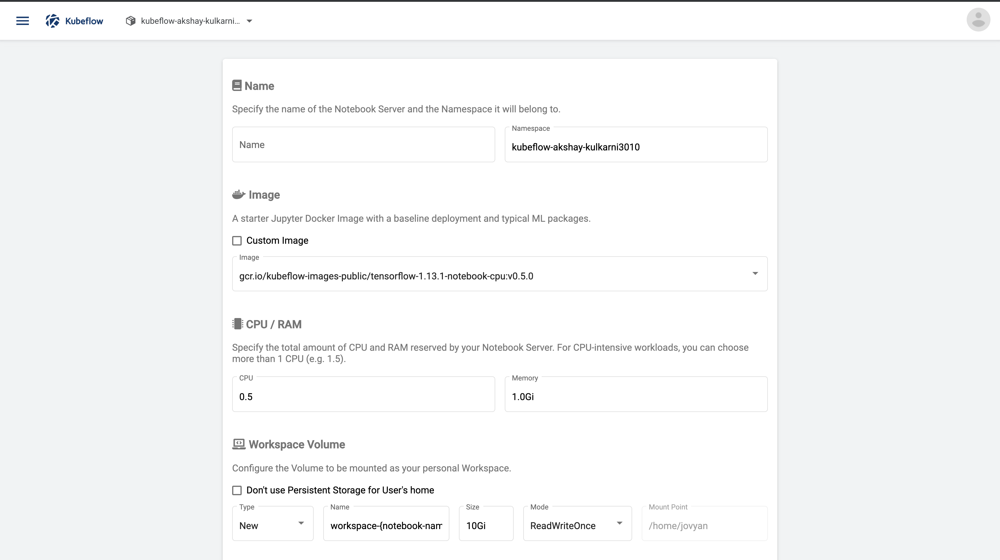 Kubeflow
kubeflow-akshay-kulkarni...
Name
Specify the name of the Notebook Server and the Namespace it will belong to.
Name
Namespace
kubeflow-akshay-kulkarni3010
Image
A starter Jupyter Docker Image with a baseline deployment and typical ML packages.
Custom Image
Image
gcr.io/kubeflow-images-public/tensorflow-1.13.1-notebook-cpu:v0.5.0
CPU / RAM
Specify the total amount of CPU and RAM reserved by your Notebook Server. For CPU-intensive workloads, you can choose
more than 1 CPU (e.g. 1.5).
CPU
0.5
Memory
1.0Gi
Workspace Volume
Configure the Volume to be mounted as your personal Workspace.
Don't use Persistent Storage for User's home
Type
New
Name
workspace-{notebook-nam
Size
10Gi
Mode
ReadWriteOnce
Mount Point
/home/jovyan